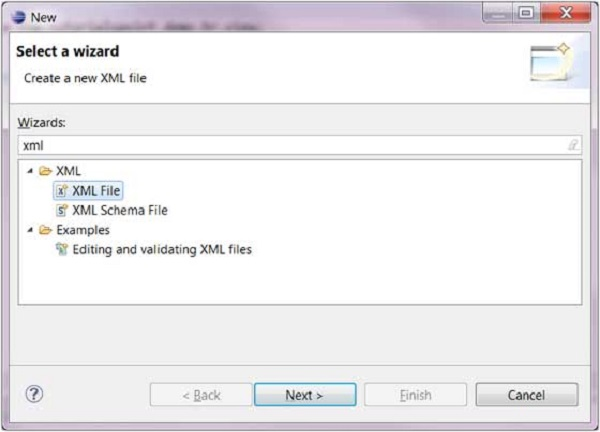 New
Select a wizard
Create a new XML file
Wizards:
xml
XML
XML File
XML Schema File
Examples
Editing and validating XML files
< Back
Next >
Finish
Cancel